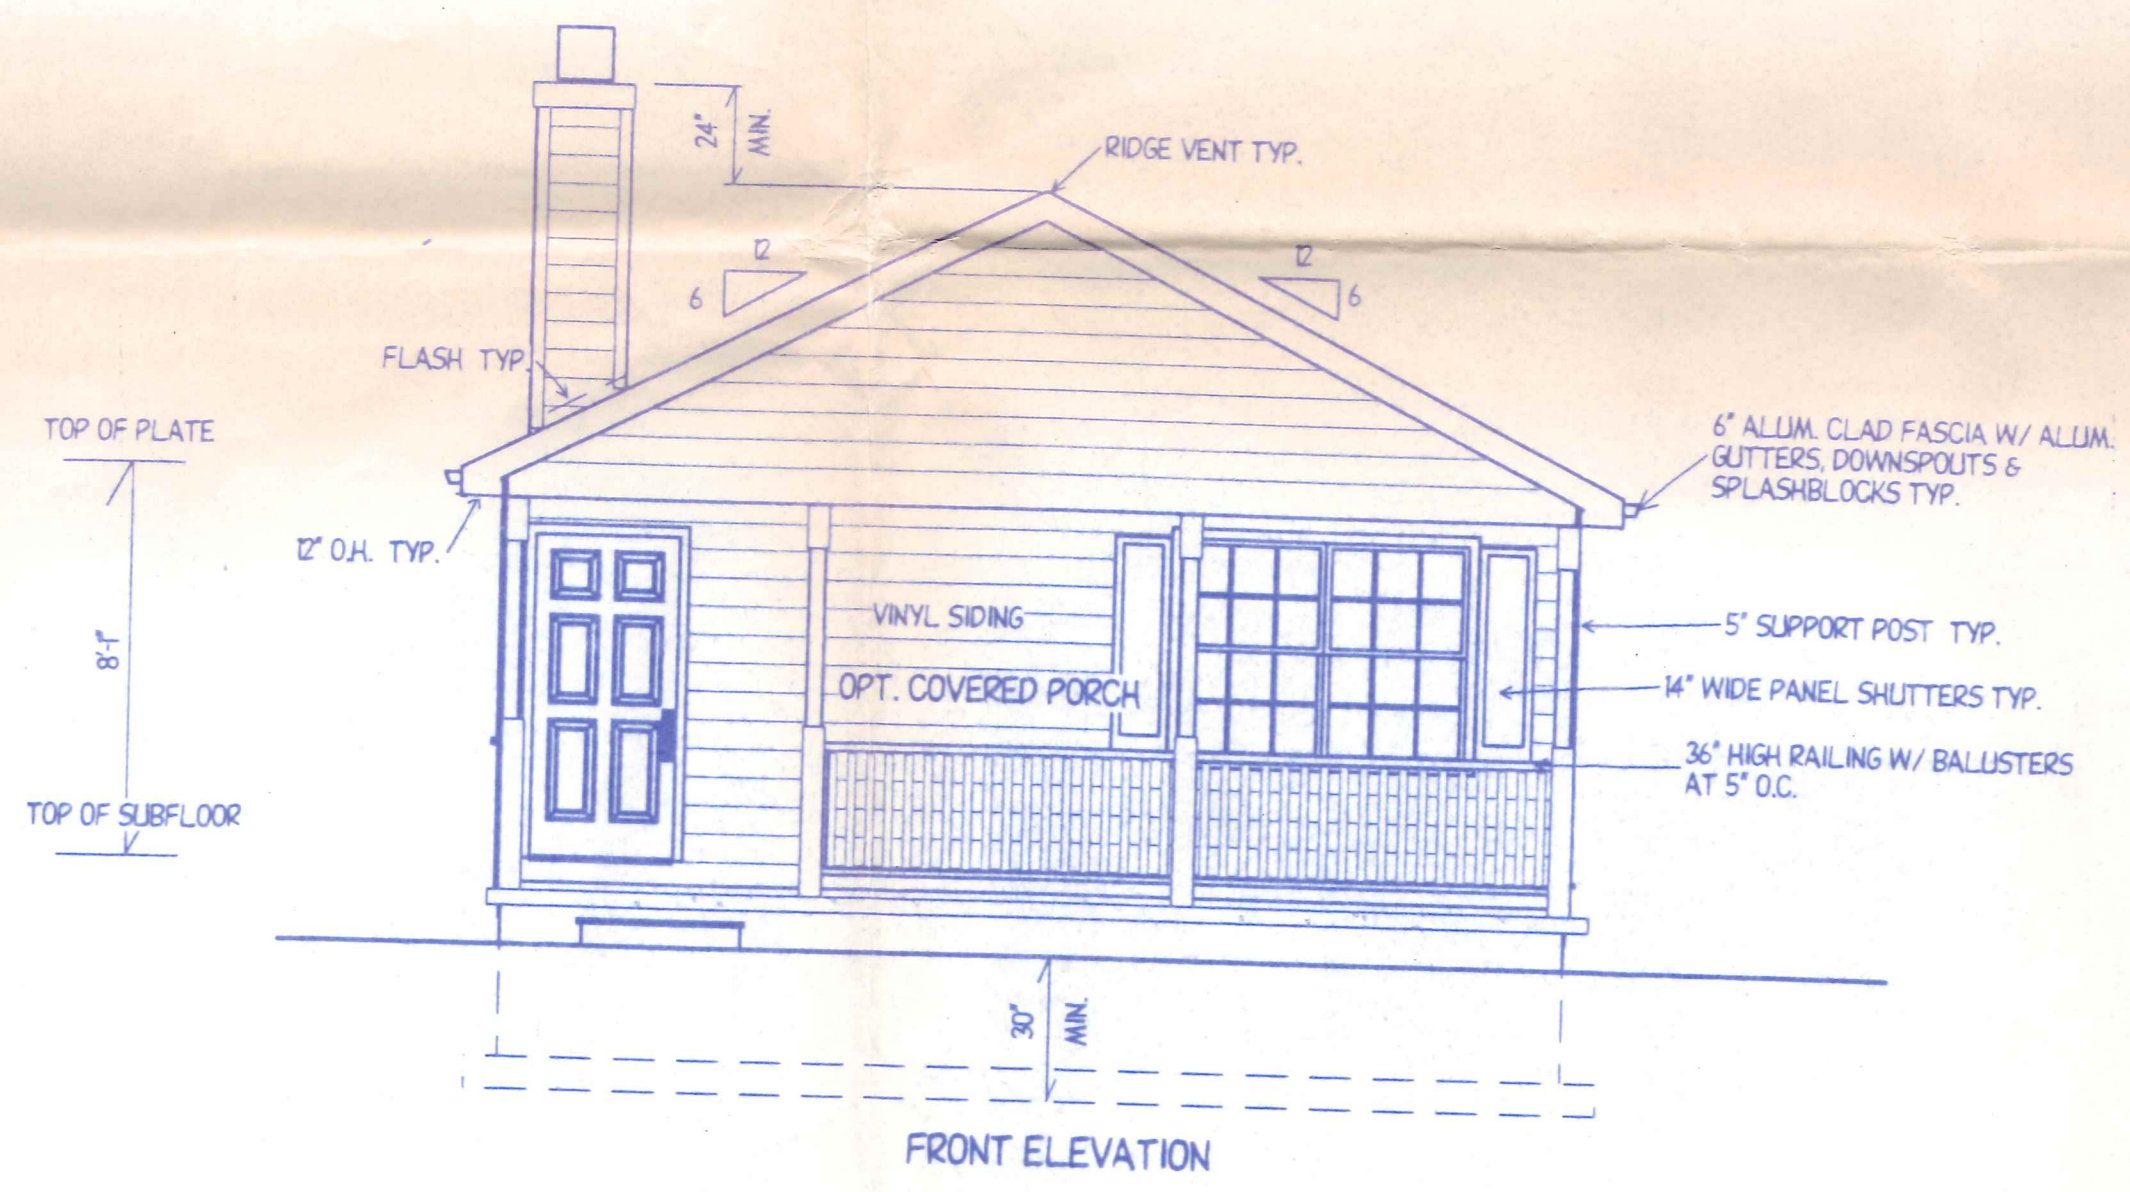 24"
MIN.
RIDGE VENT TYP.
12
6
12
6
FLASH TYP.
TOP OF PLATE
6" ALUM. CLAD FASCIA W/ ALUM.
GUTTERS, DOWNSPOUTS &
SPLASHBLOCKS TYP.
12" O.H. TYP.
8'-1"
VINYL SIDING
5" SUPPORT POST TYP.
OPT. COVERED PORCH
14" WIDE PANEL SHUTTERS TYP.
36" HIGH RAILING W/ BALUSTERS
AT 5" O.C.
TOP OF SUBFLOOR
30"
MIN.
FRONT ELEVATION